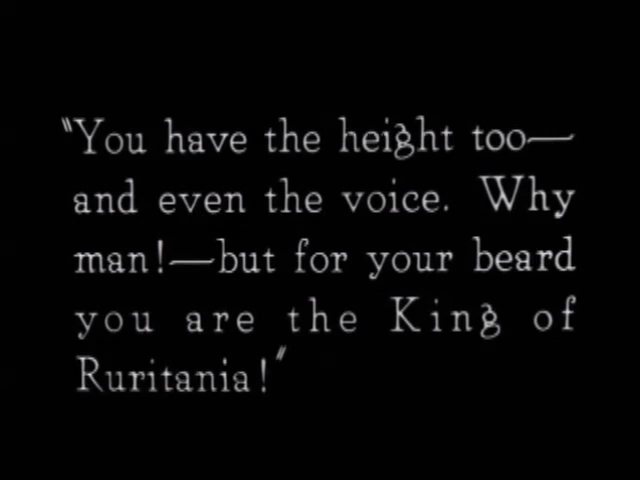 "You have the height too—
and even the voice. Why
man!—but for your beard
you are the King of
Ruritania!"